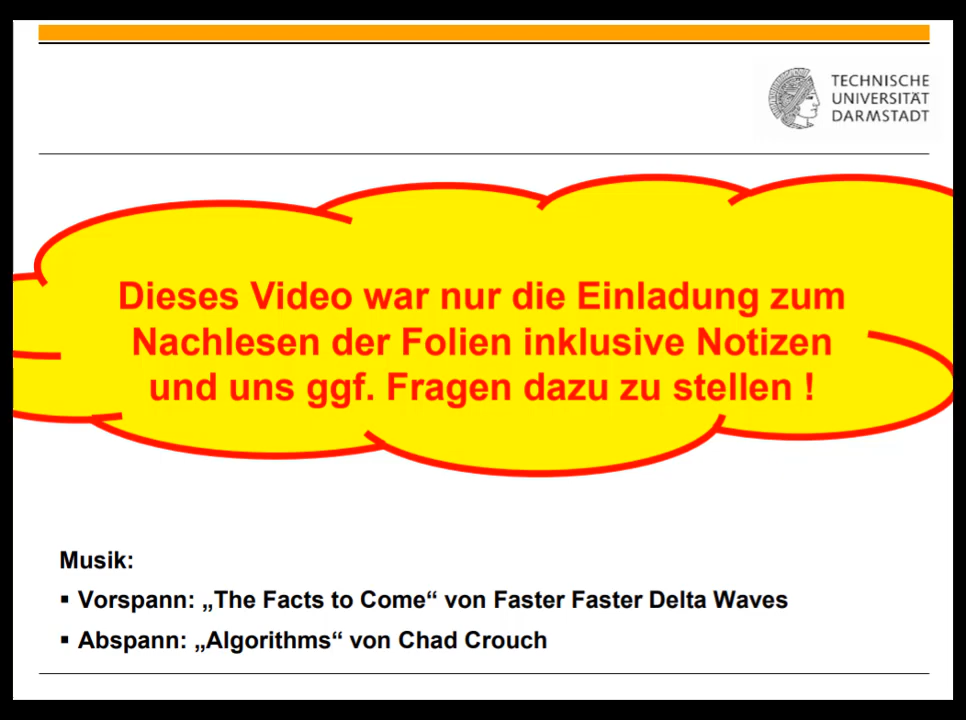 TECHNISCHE
UNIVERSITÄT
DARMSTADT
Dieses Video war nur die Einladung zum
Nachlesen der Folien inklusive Notizen
und uns ggf. Fragen dazu zu stellen !
Musik:
▪ Vorspann: „The Facts to Come“ von Faster Faster Delta Waves
▪ Abspann: „Algorithms“ von Chad Crouch